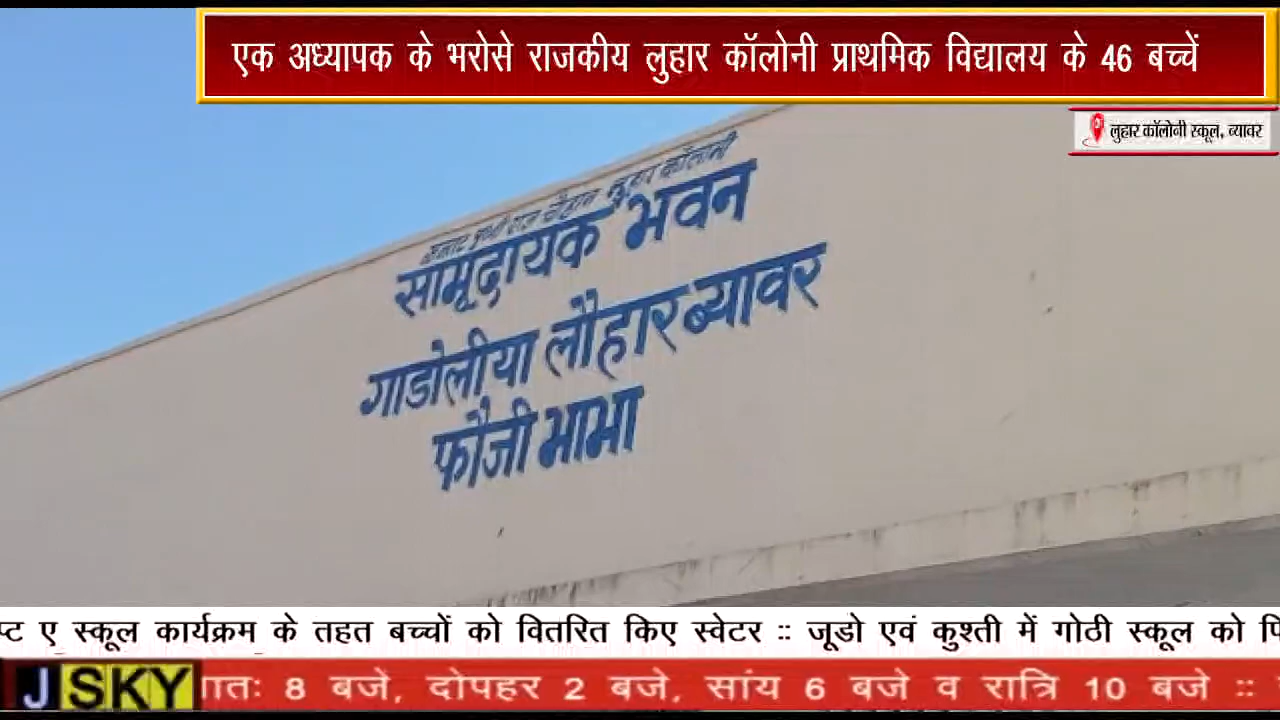 एक अध्यापक के भरोसे राजकीय लुहार कॉलोनी प्राथमिक विद्यालय के 46 बच्चें
लुहार कॉलोनी स्कूल, ब्यावर
चौहान लुहार कॉलोनी
सामूदायक भवन
गाडोलीया लौहार ब्यावर
फौजी भाभा
प्ट ए स्कूल कार्यक्रम के तहत बच्चों को वितरित किए स्वेटर :: जूडो एवं कुश्ती में गोठी स्कूल को
J SKY
ातः 8 बजे, दोपहर 2 बजे, सांय 6 बजे व रात्रि 10 बजे ::